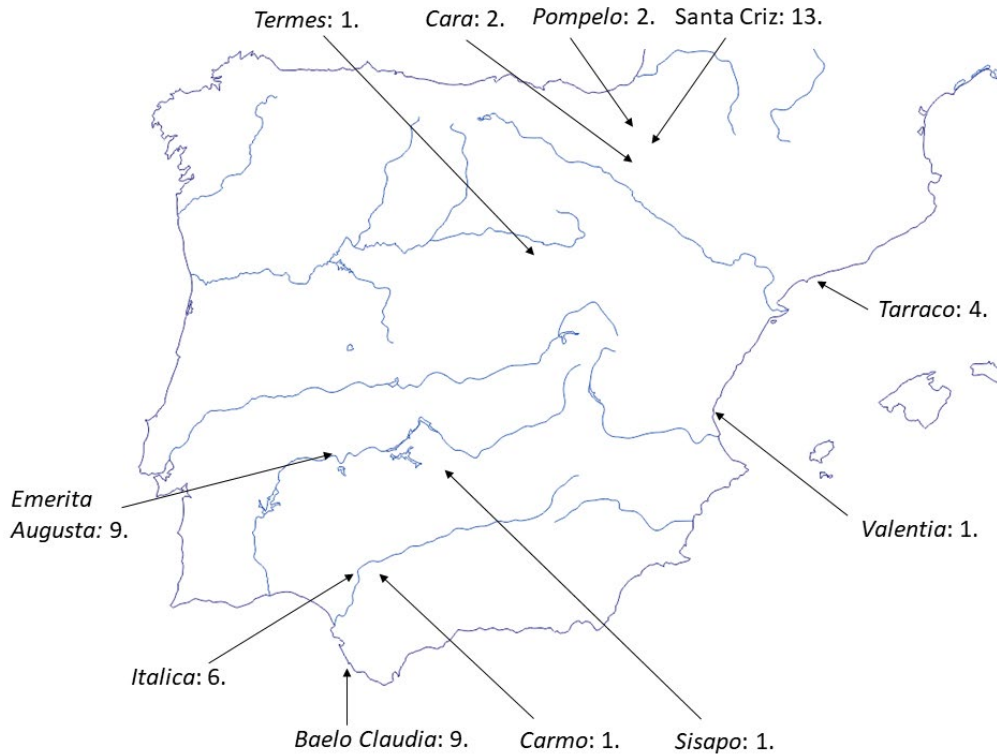 Termes: 1.
Cara: 2.
Pompelo: 2.
Santa Criz: 13.
Tarraco: 4.
Emerita
Augusta: 9.
Valentia: 1.
Italica: 6.
Baelo Claudia: 9.
Carmo: 1.
Sisapo: 1.